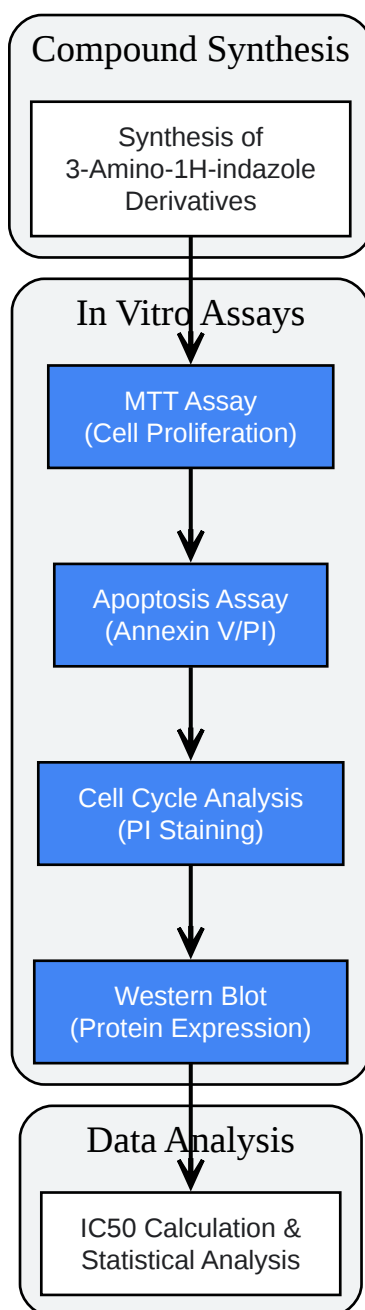 Compound Synthesis
Synthesis of
3-Amino-1H-indazole
Derivatives
In Vitro Assays
MTT Assay
(Cell Proliferation)
Apoptosis Assay
(Annexin V/PI)
Cell Cycle Analysis
(PI Staining)
Western Blot
(Protein Expression)
Data Analysis
IC50 Calculation &
Statistical Analysis